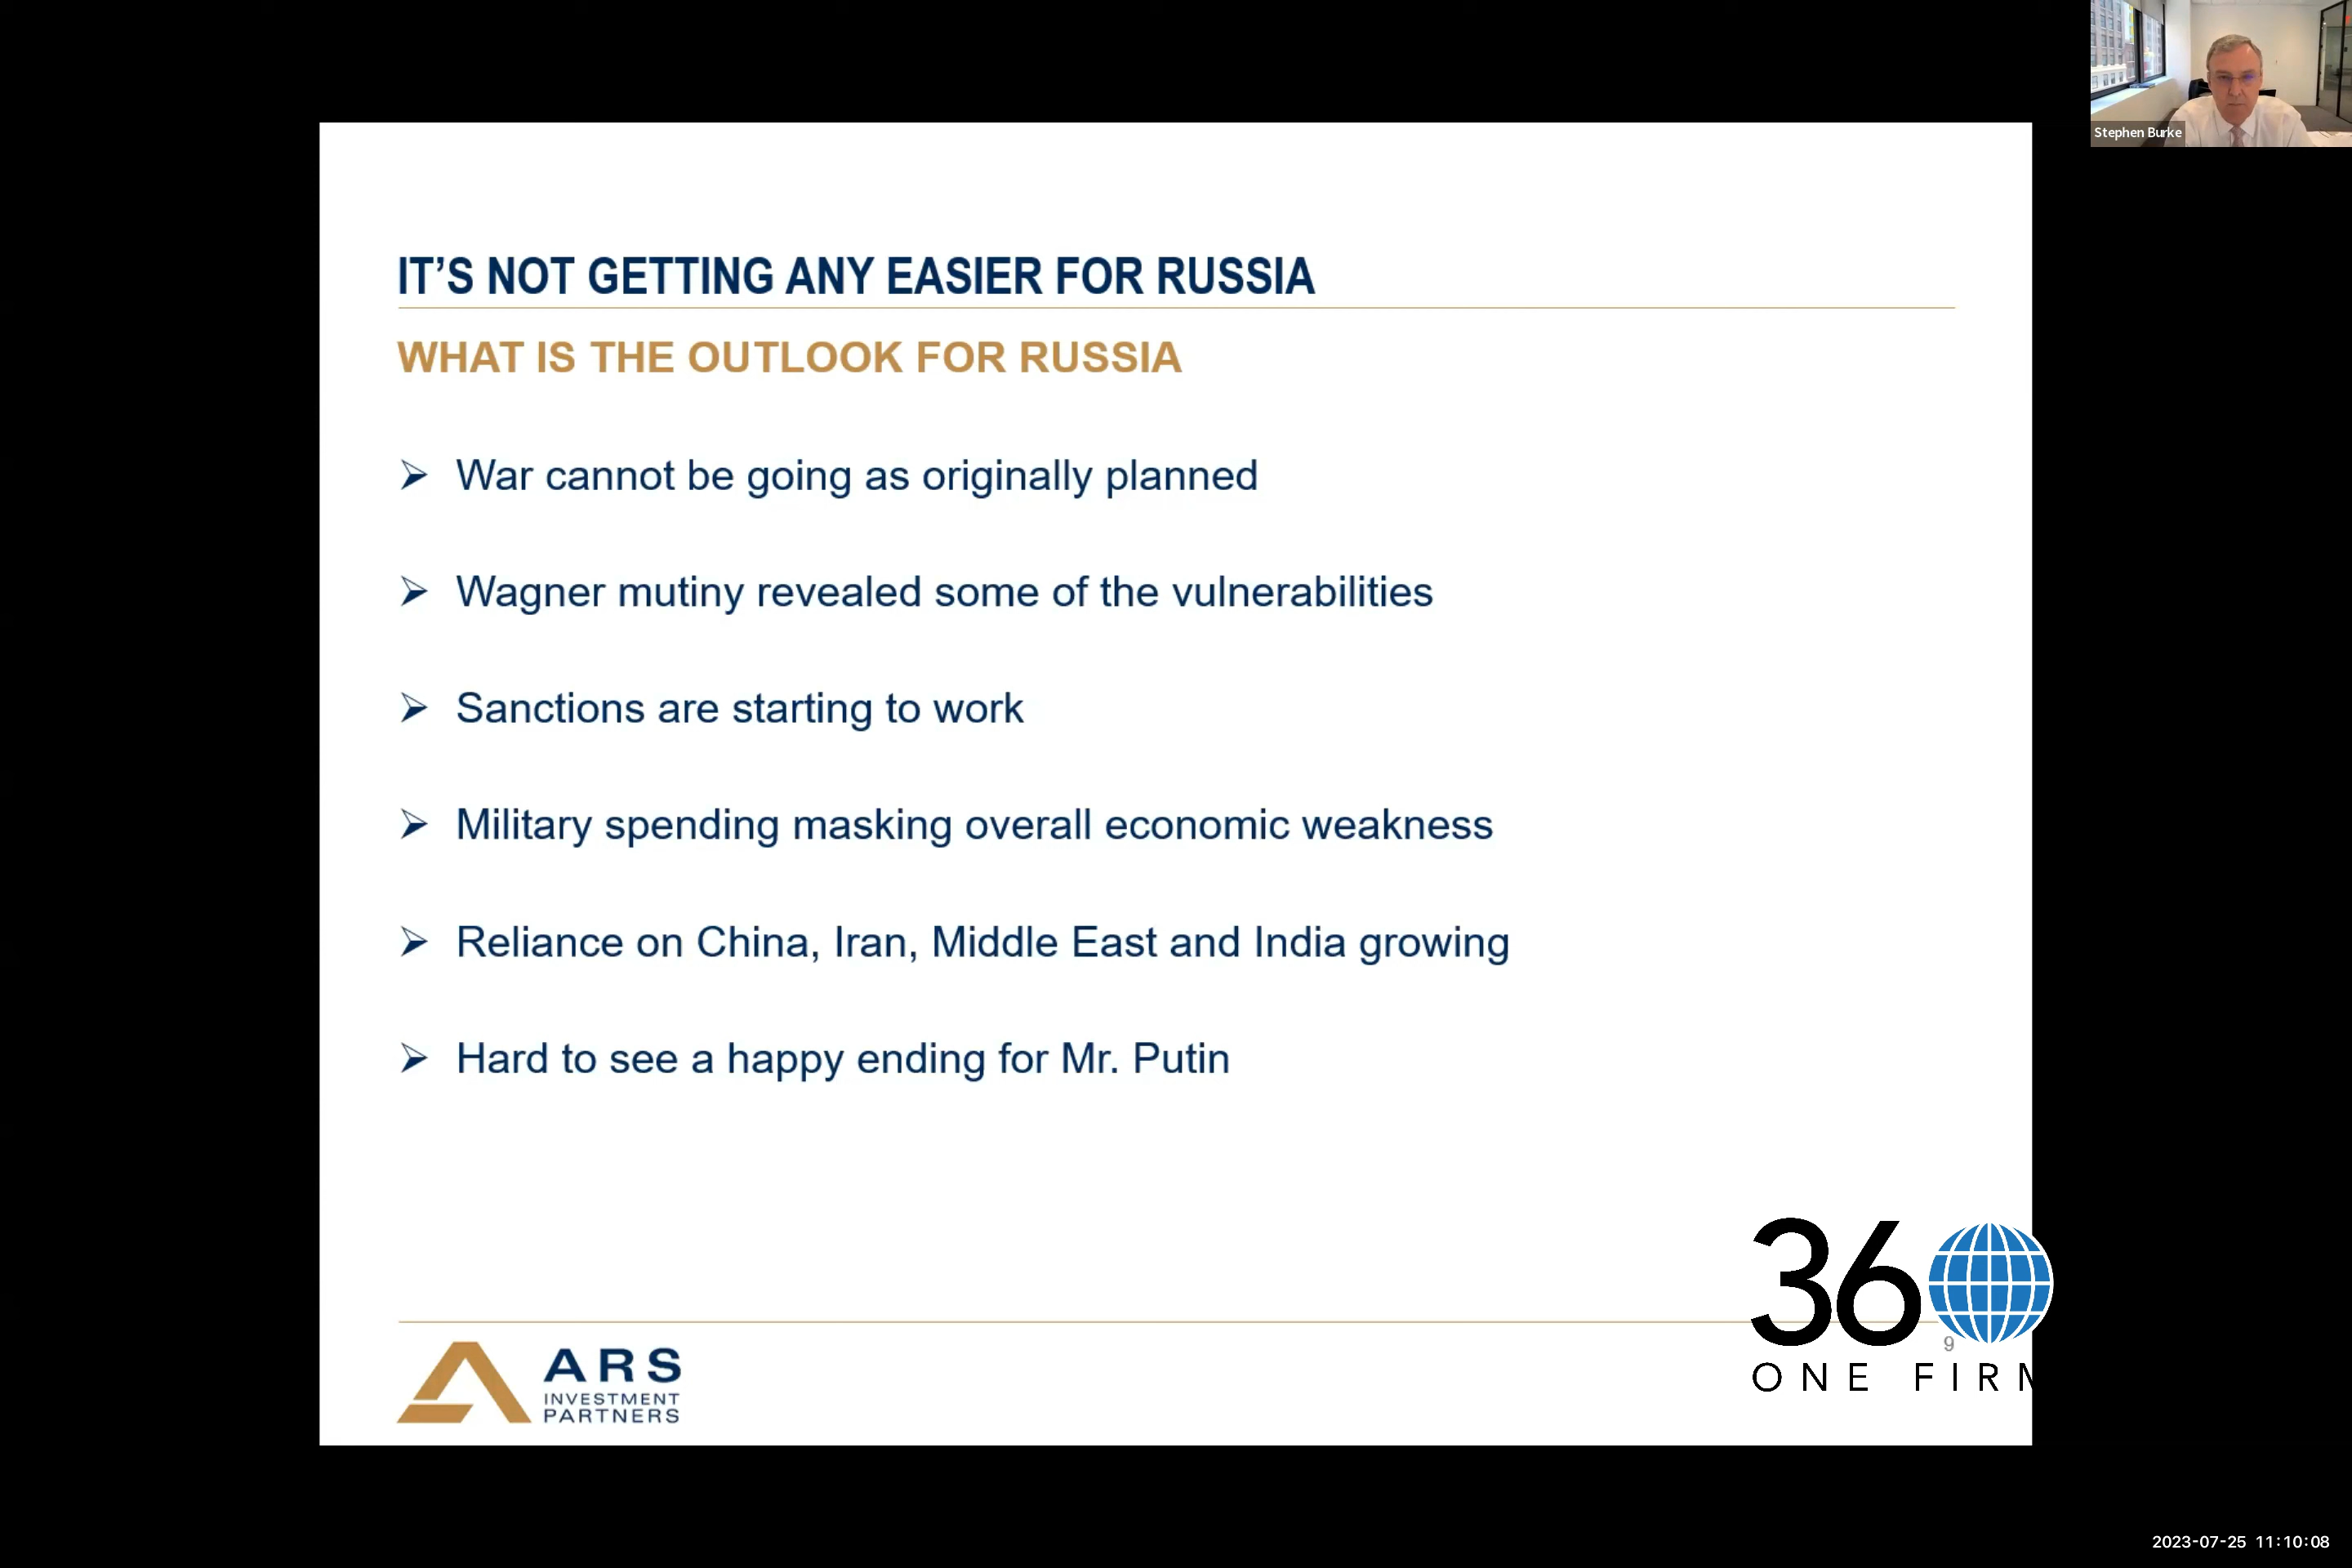 Stephen Burke
IT’S NOT GETTING ANY EASIER FOR RUSSIA
WHAT IS THE OUTLOOK FOR RUSSIA
War cannot be going as originally planned
Wagner mutiny revealed some of the vulnerabilities
Sanctions are starting to work
Military spending masking overall economic weakness
Reliance on China, Iran, Middle East and India growing
Hard to see a happy ending for Mr. Putin
36
9
ONE FIRM
ARS
INVESTMENT
PARTNERS
2023-07-25 11:10:08